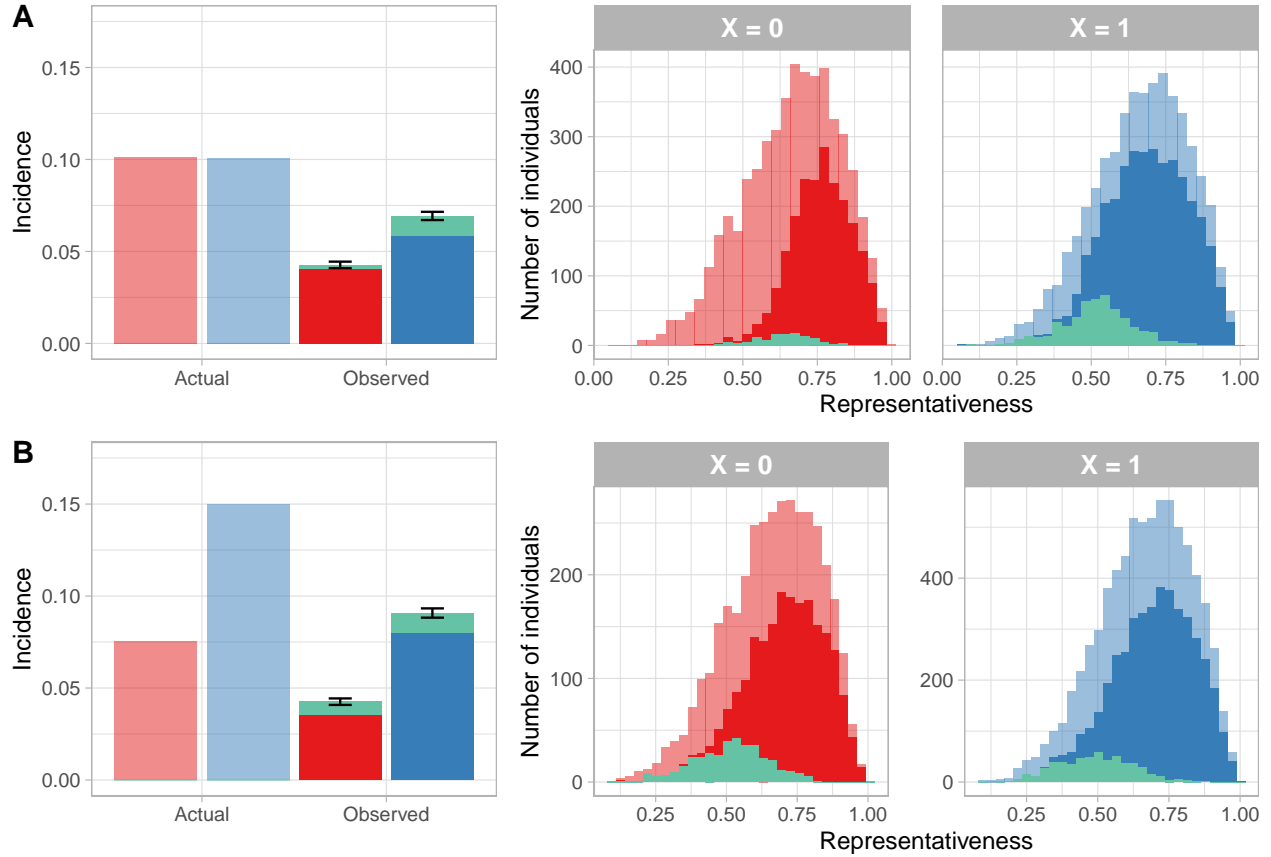 A
X = 0
X = 1
Incidence
0.15
0.10
0.05
0.00
Actual
Observed
Number of individuals
400
300
200
100
0
0.00
0.25
0.50
0.75
1.00
0.00
0.25
0.50
0.75
1.00
Representativeness
B
X = 0
X = 1
Incidence
0.15
0.10
0.05
0.00
Actual
Observed
Number of individuals
200
100
0
400
200
0
0.25
0.50
0.75
1.00
0.25
0.50
0.75
1.00
Representativeness